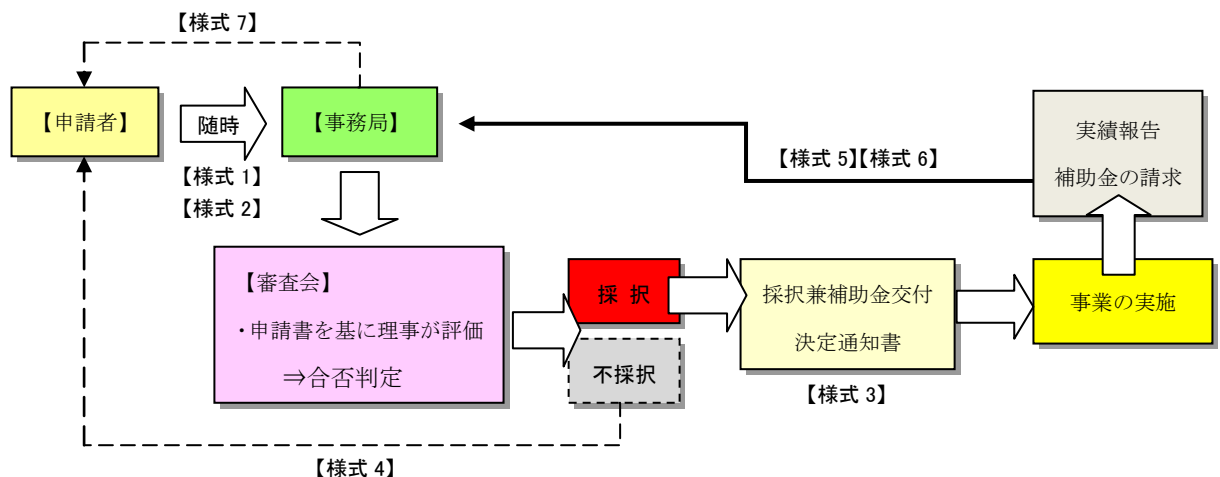 【様式 7】
【申請者】
随時
【事務局】
【様式 1】
【様式 2】
実績報告
補助金の請求
【様式 5】【様式 6】
【審査会】
・申請書を基に理事が評価
⇒合否判定
採 択
不採択
採択兼補助金交付
決定通知書
【様式 3】
事業の実施
【様式 4】